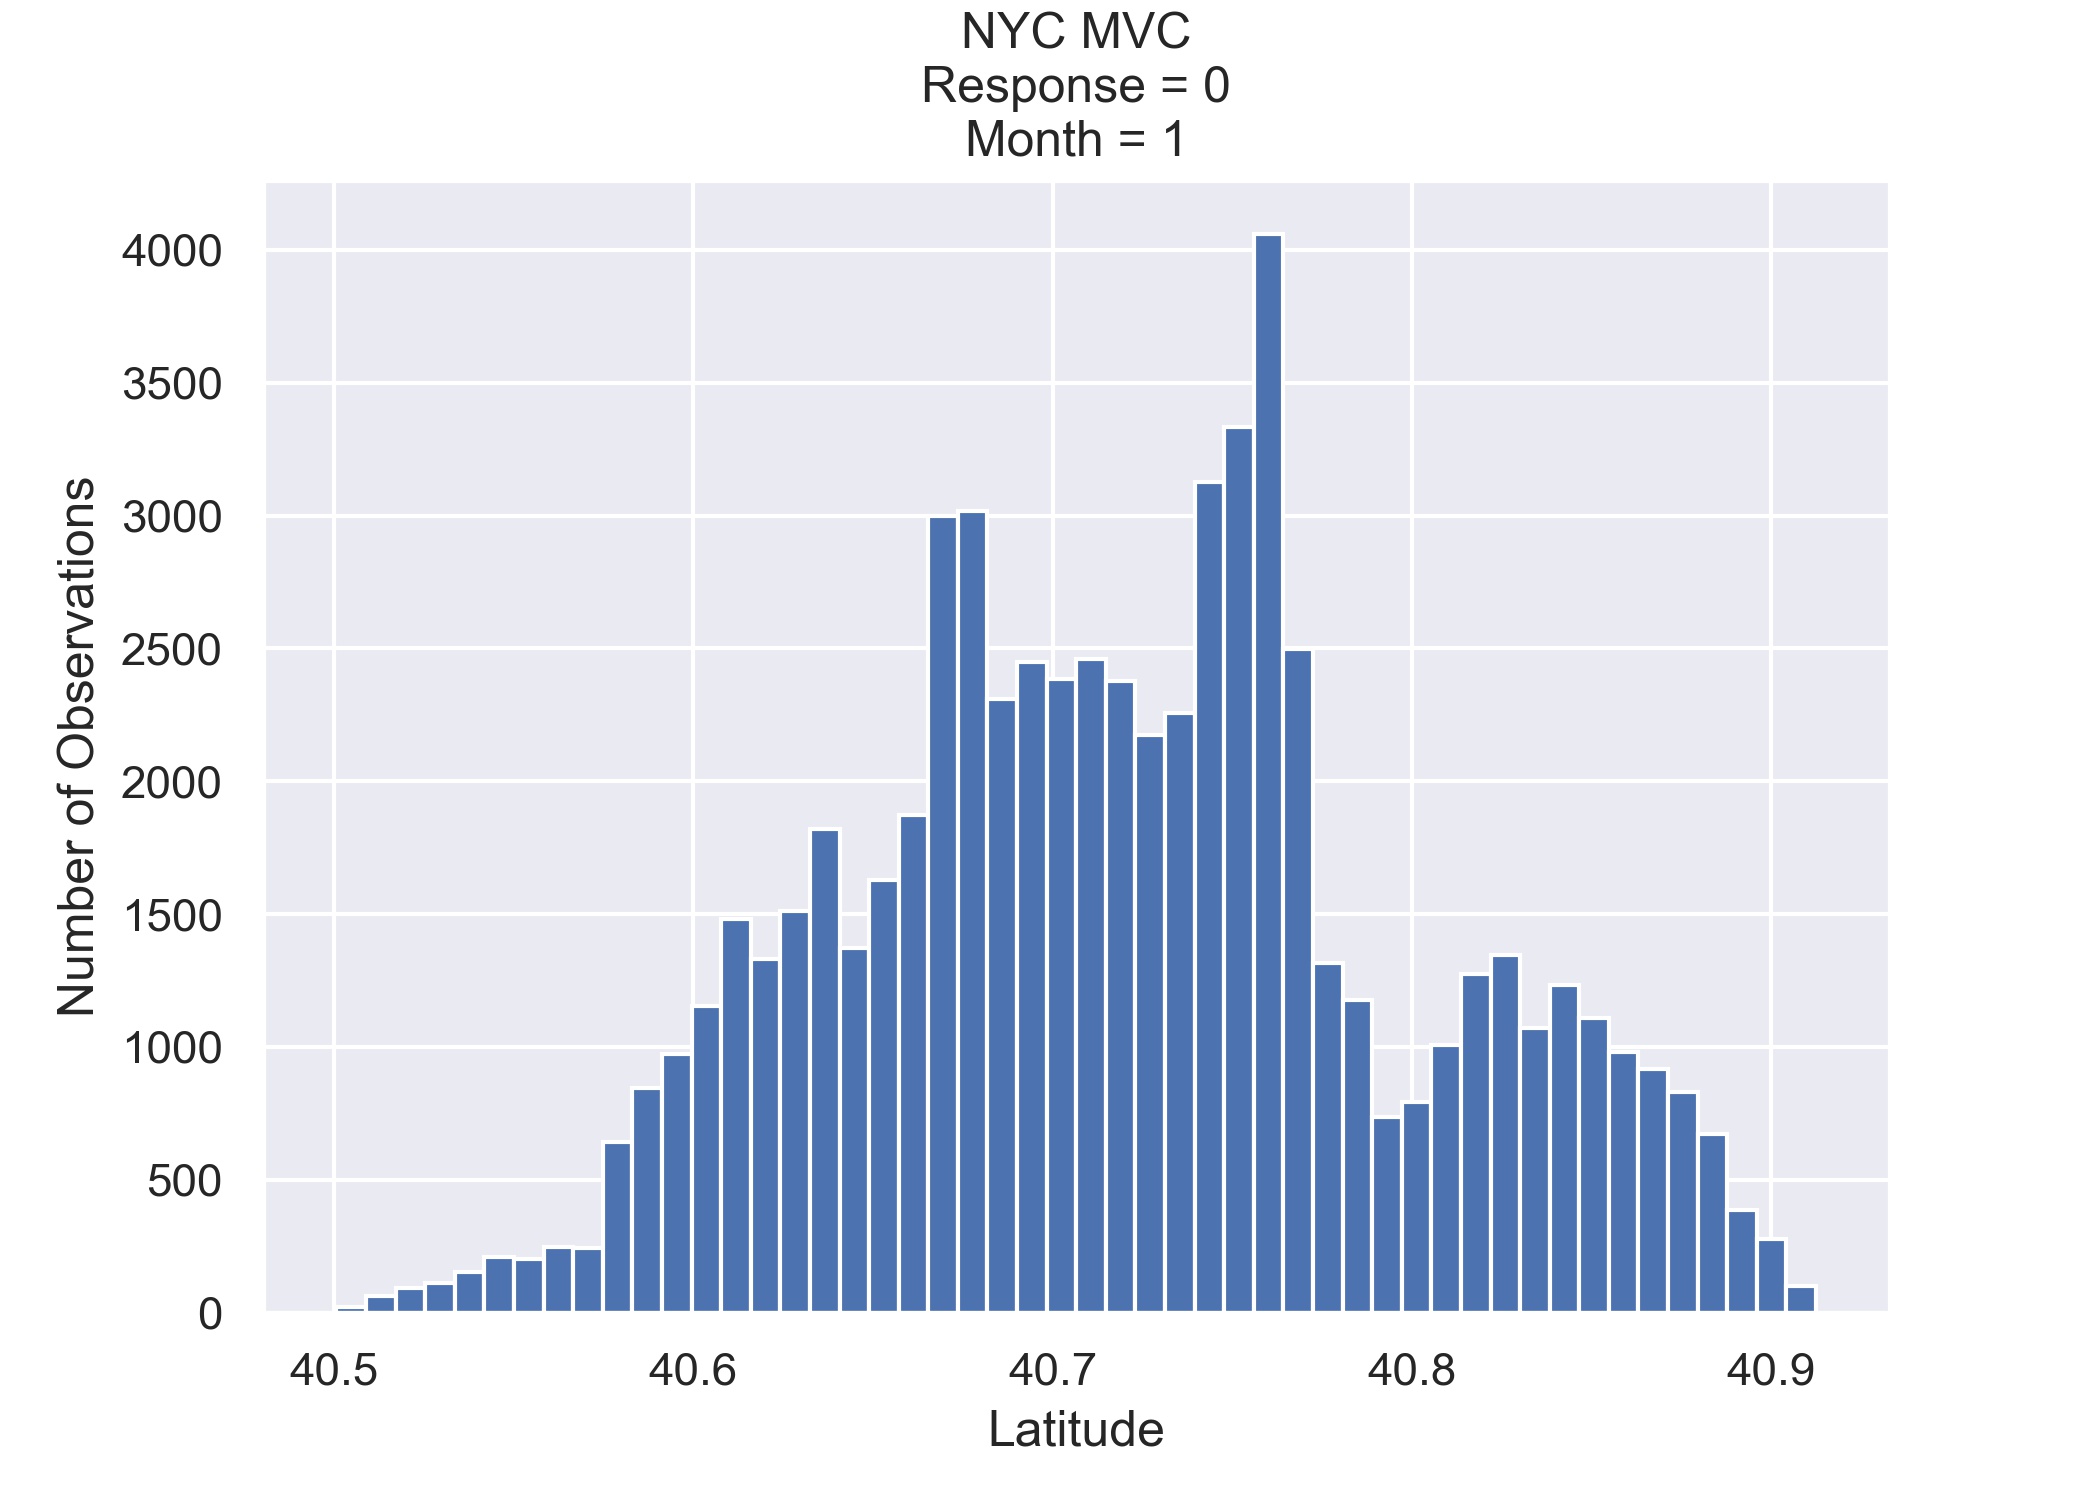 NYC MVC
Response = 0
Month = 1
4000
3500
3000
2500
2000
1500
1000
500
0
Number of Observations
40.5 40.6 40.7 40.8 40.9
Latitude